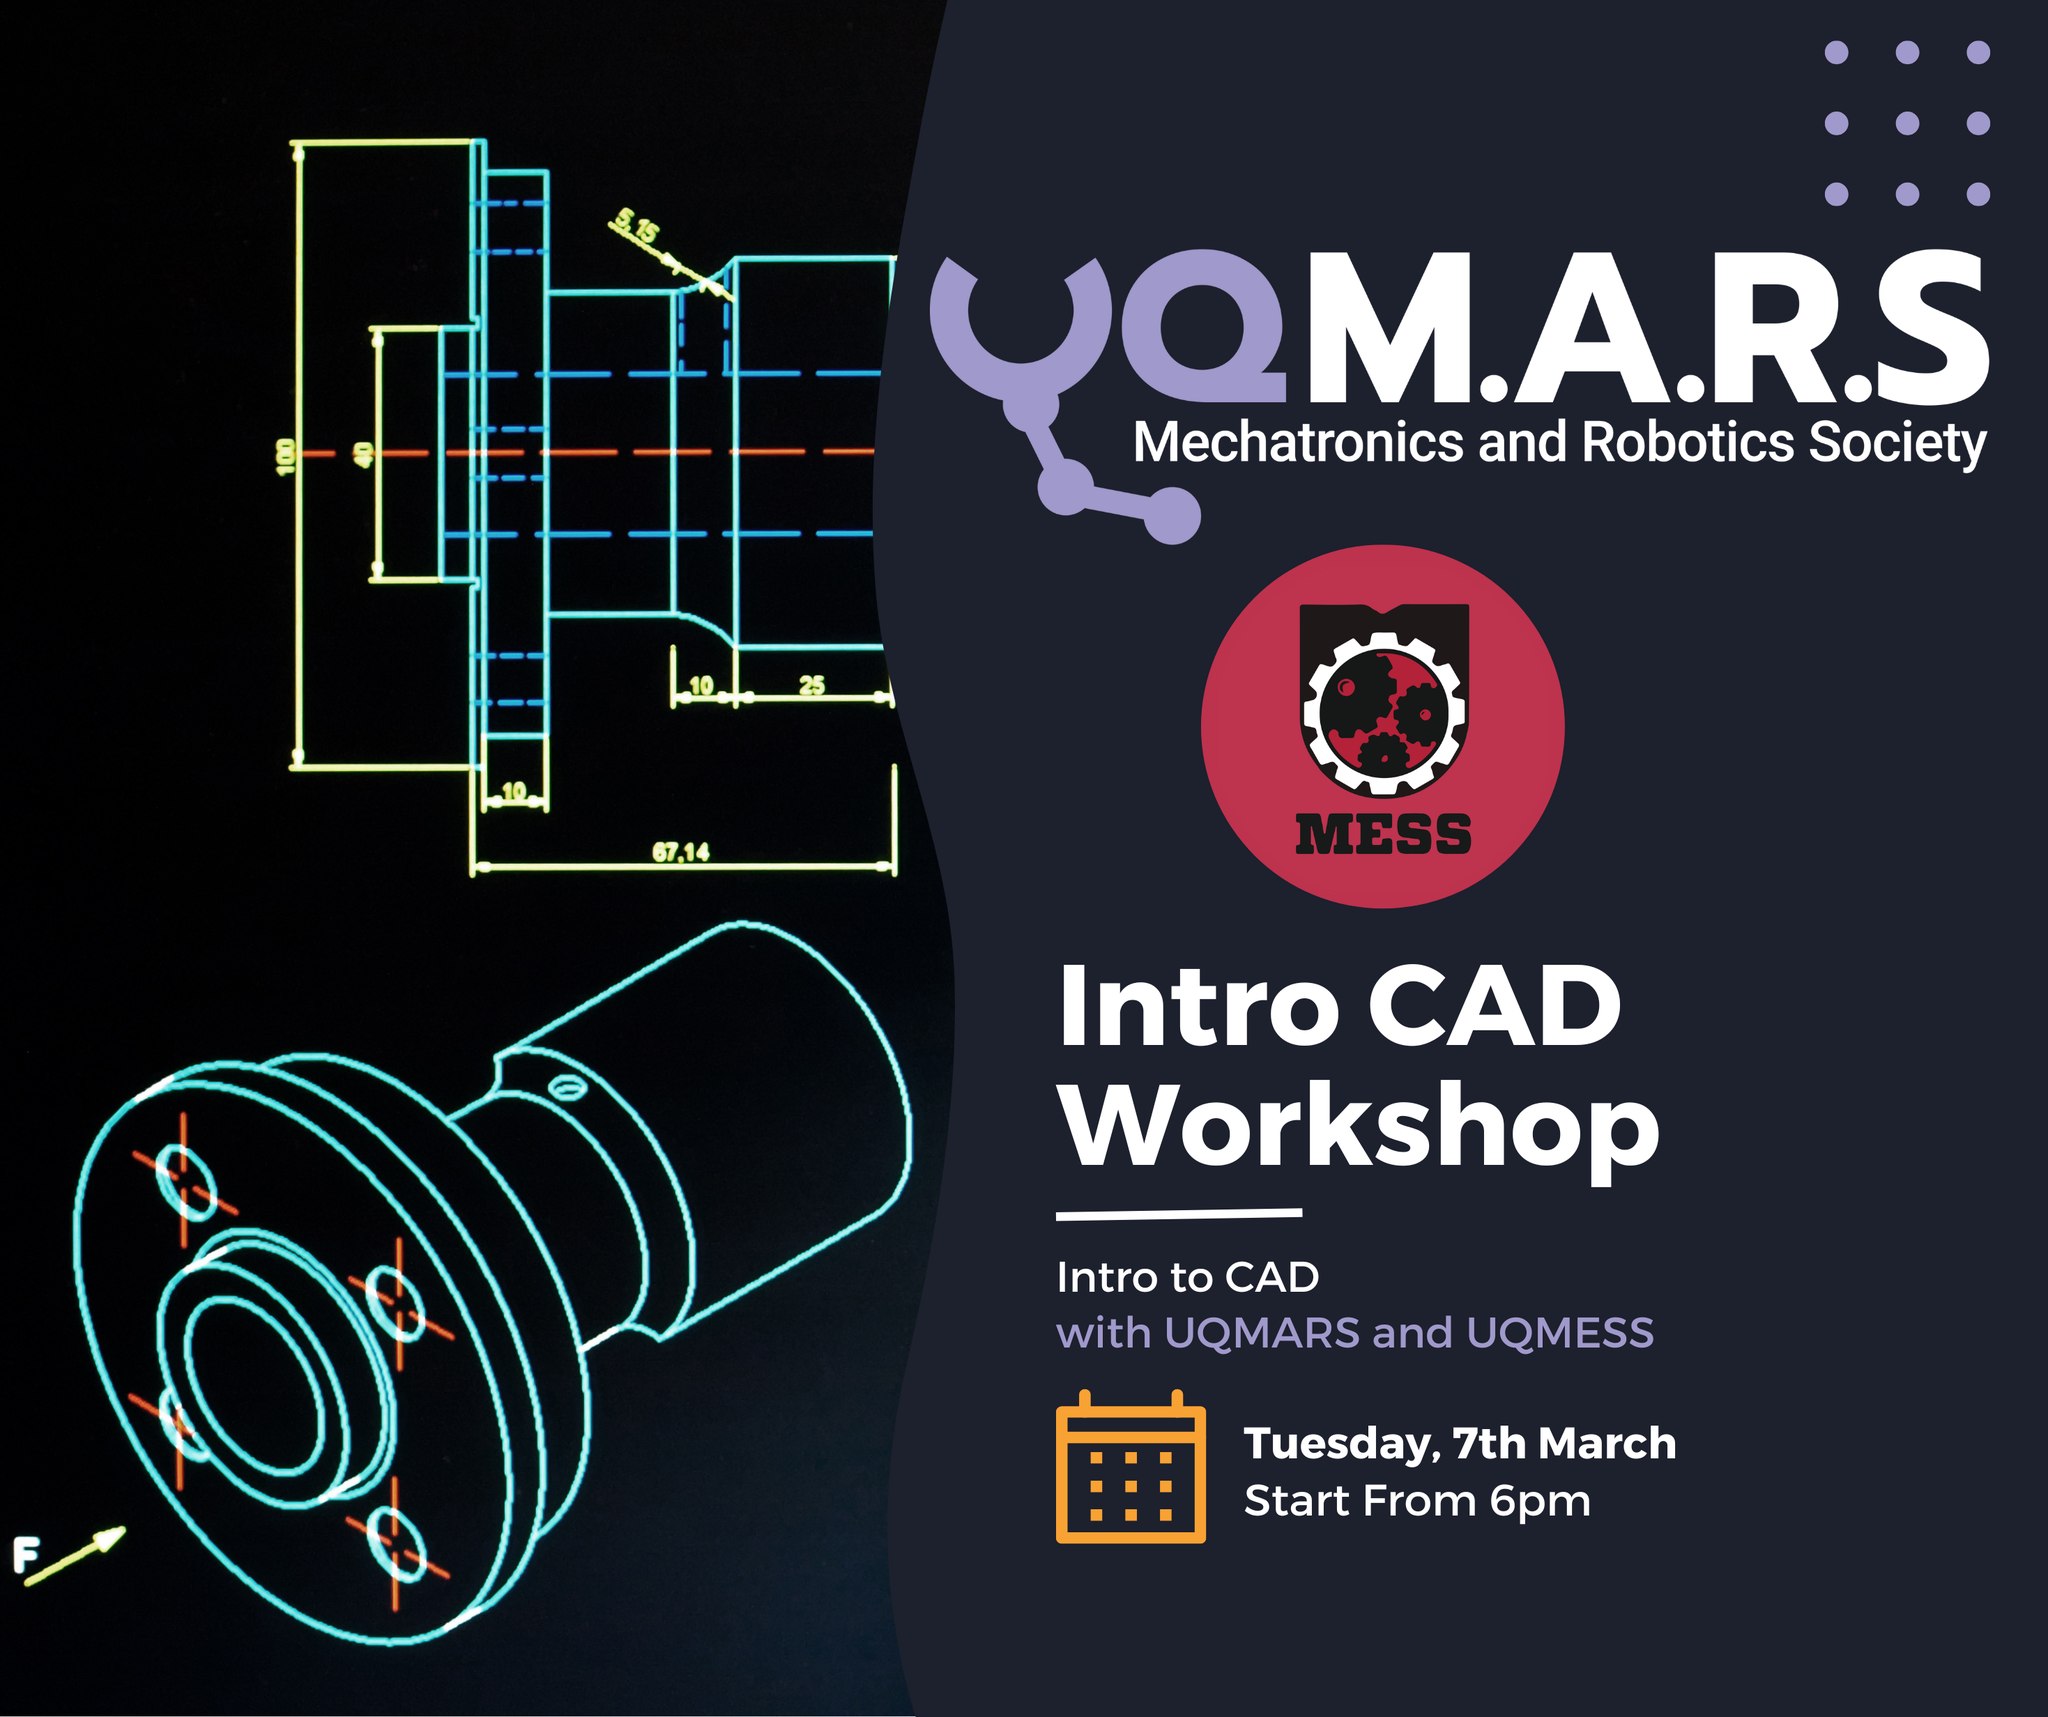 5,15
100
40
10
25
10
67,14
F
UQM.A.R.S
Mechatronics and Robotics Society
MESS
Intro CAD
Workshop
Intro to CAD
with UQMARS and UQMESS
Tuesday, 7th March
Start From 6pm